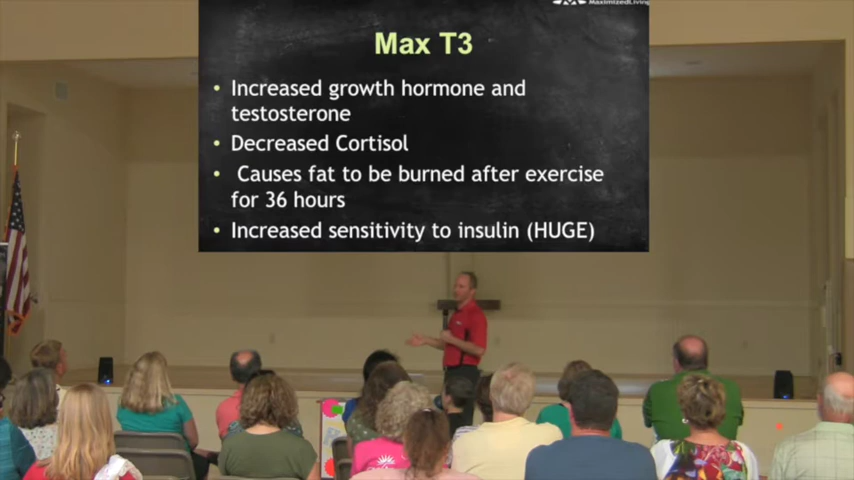 MaximizedLiving
Max T3
• Increased growth hormone and
testosterone
• Decreased Cortisol
• Causes fat to be burned after exercise
for 36 hours
• Increased sensitivity to insulin (HUGE)